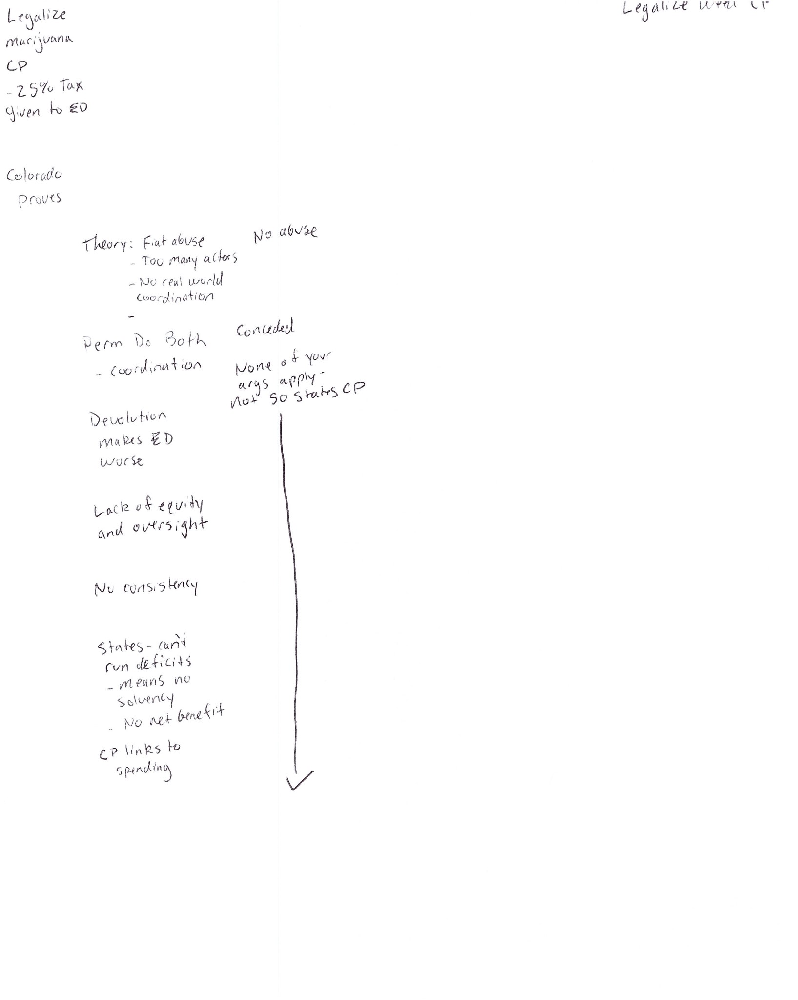 Legalize
marijuana
CP
- 25% Tax
given to ED
Colorado
proves
Legalize weed CP
Theory: Fiat abuse
- Too many actors
- No real world
coordination
-
Perm Do Both
- coordination
Devolution
makes ED
worse
Lack of equity
and oversight
No consistency
States - can't
run deficits
- means no
solvency
- No net benefit
CP links to
spending
No abuse
Conceded
None of your
args apply -
not 50 states CP